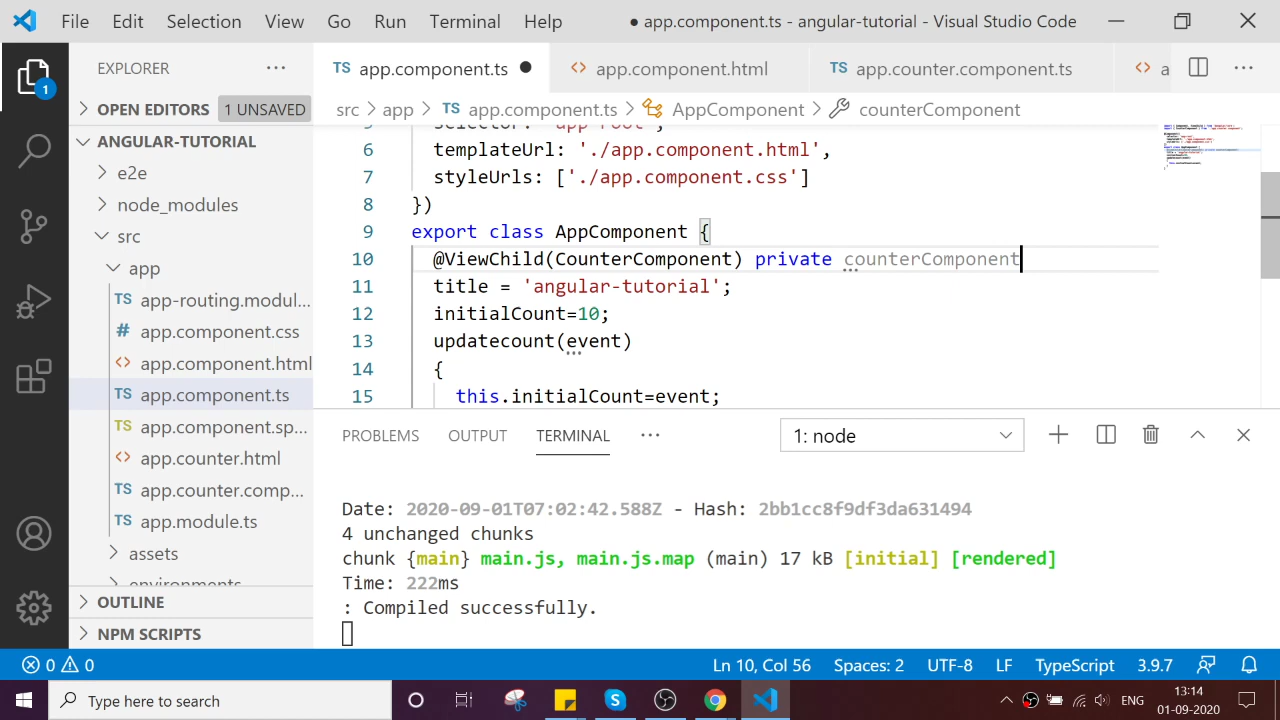 File Edit Selection View Go Run Terminal Help ● app.component.ts - angular-tutorial - Visual Studio Code
EXPLORER
1
OPEN EDITORS 1 UNSAVED
ANGULAR-TUTORIAL
e2e
node_modules
src
app
TS app-routing.modul...
# app.component.css
<> app.component.html
TS app.component.ts
TS app.component.sp...
<> app.counter.html
TS app.counter.comp...
TS app.module.ts
assets
environments
OUTLINE
NPM SCRIPTS
TS app.component.ts <> app.component.html TS app.counter.component.ts <> a
src > app > TS app.component.ts > AppComponent > counterComponent
5 selector: 'app-root',
6 templateUrl: './app.component.html',
7 styleUrls: ['./app.component.css']
8 })
9 export class AppComponent {
10 @ViewChild(CounterComponent) private counterComponent
11 title = 'angular-tutorial';
12 initialCount=10;
13 updatecount(event)
14 {
15 this.initialCount=event;
PROBLEMS OUTPUT TERMINAL ... 1: node
Date: 2020-09-01T07:02:42.588Z - Hash: 2bb1cc8f9df3da631494
4 unchanged chunks
chunk {main} main.js, main.js.map (main) 17 kB [initial] [rendered]
Time: 222ms
: Compiled successfully.
0 0 Ln 10, Col 56 Spaces: 2 UTF-8 LF TypeScript 3.9.7
Type here to search ENG 13:14
01-09-2020